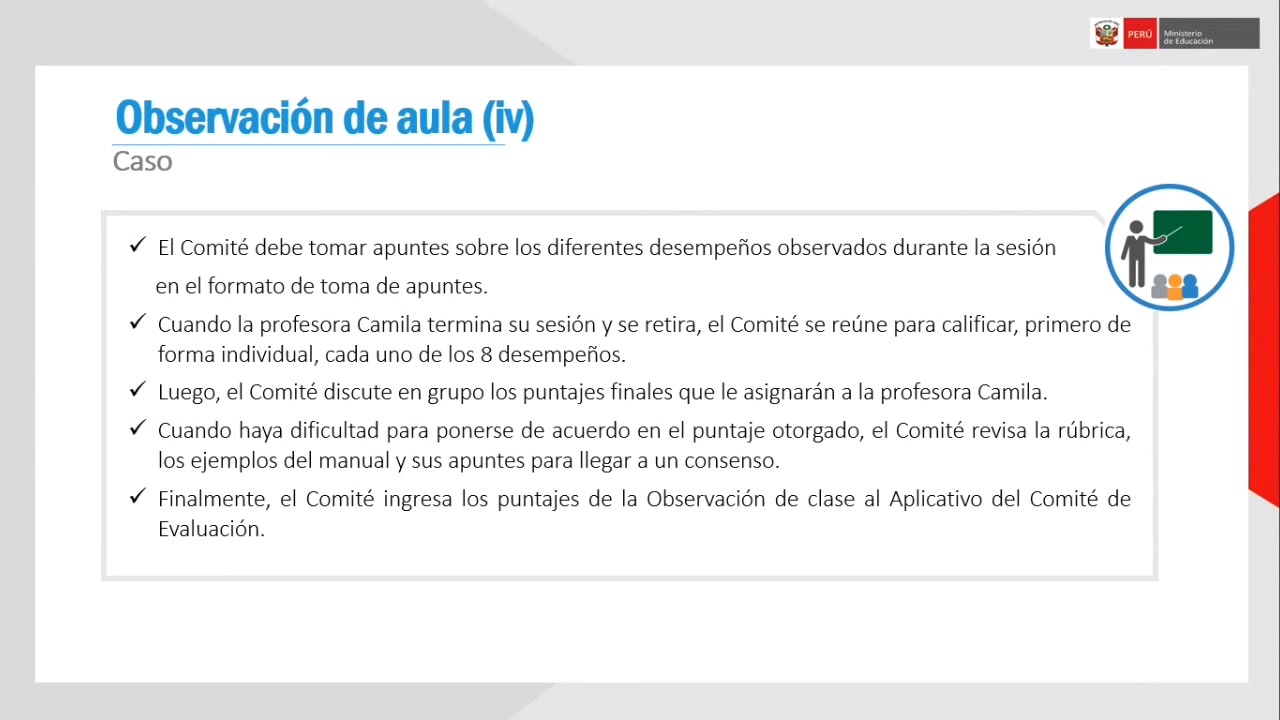 PERÚ
Ministerio
de Educación
Observación de aula (iv)
Caso
✓ El Comité debe tomar apuntes sobre los diferentes desempeños observados durante la sesión
en el formato de toma de apuntes.
✓ Cuando la profesora Camila termina su sesión y se retira, el Comité se reúne para calificar, primero de
forma individual, cada uno de los 8 desempeños.
✓ Luego, el Comité discute en grupo los puntajes finales que le asignarán a la profesora Camila.
✓ Cuando haya dificultad para ponerse de acuerdo en el puntaje otorgado, el Comité revisa la rúbrica,
los ejemplos del manual y sus apuntes para llegar a un consenso.
✓ Finalmente, el Comité ingresa los puntajes de la Observación de clase al Aplicativo del Comité de
Evaluación.